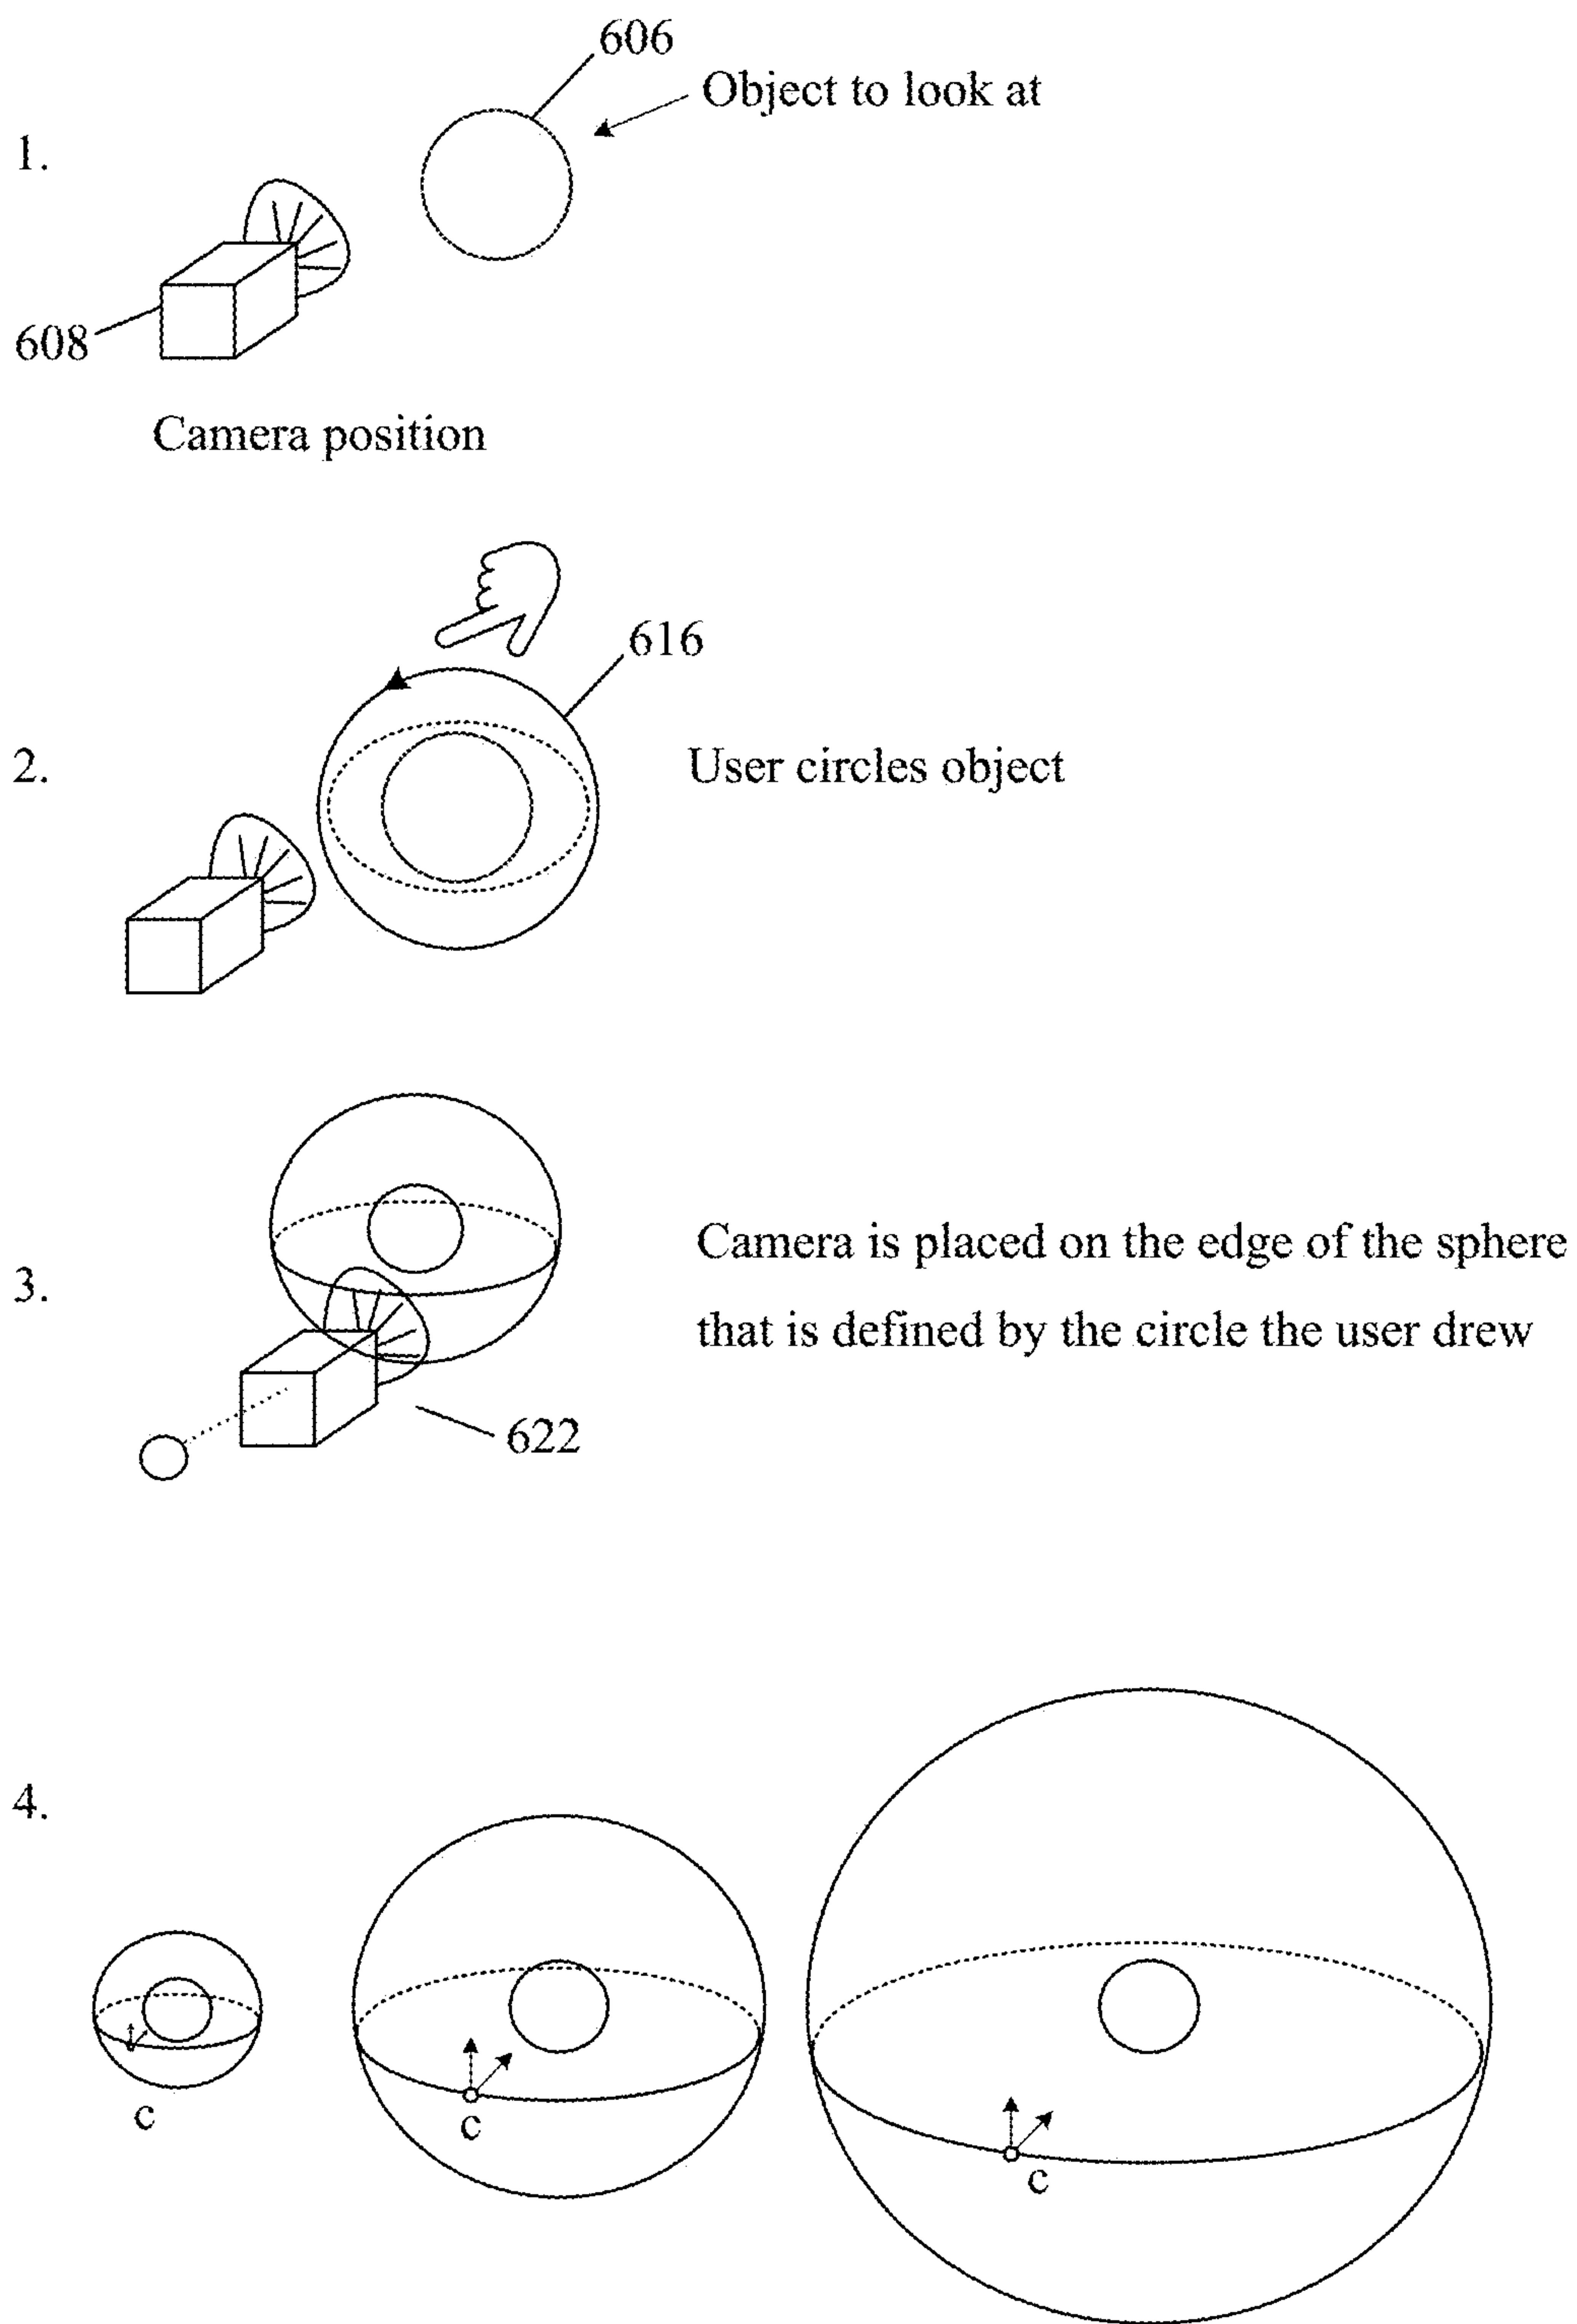 606
Object to look at
1.
608
Camera position
616
2.
User circles object
3.
Camera is placed on the edge of the sphere
that is defined by the circle the user drew
622
4.
c
c
c